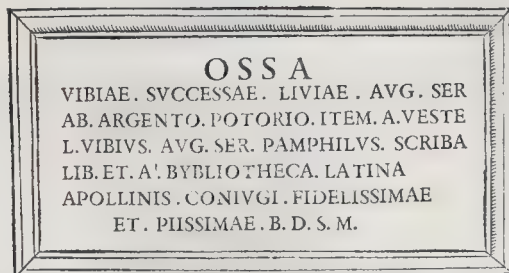 OSSA
VIBIAE. SVCCESSAE. LIVIAE. AVG. SER
AB. ARGENTO. POTORIO. ITEM. A. VESTE
L. VIBIVS. AVG. SER. PAMPHILVS. SCRIBA
LIB. ET. A'. BYBLIOTHECA. LATINA
APOLLINIS. CONIVGI. FIDELISSIMAE
ET. PIISSIMAE. B. D. S. M.